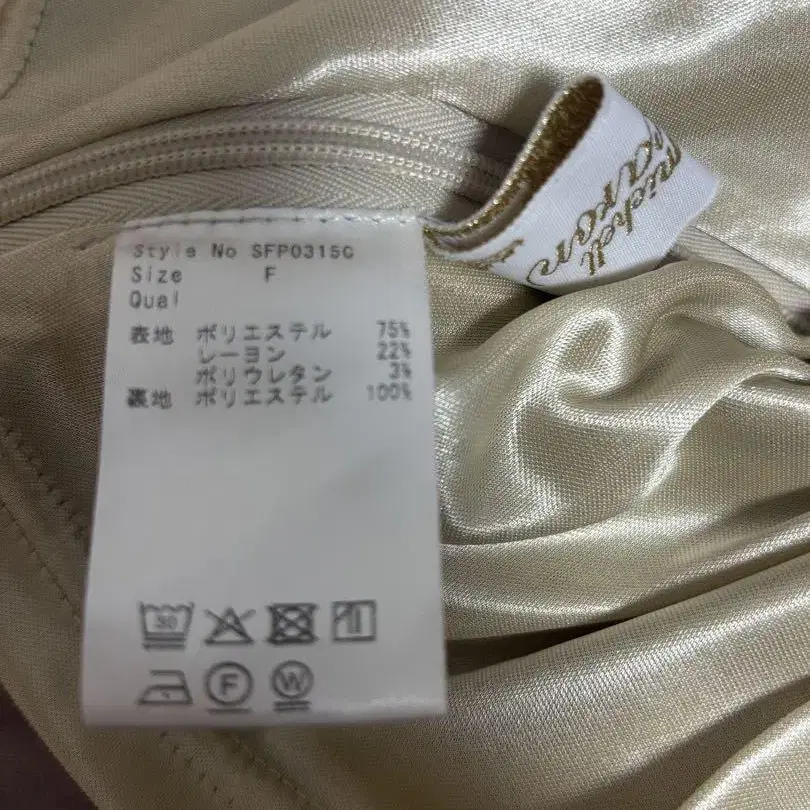 Style No SFP0315C
Size F
Qual
表地 ポリエステル 75%
レーヨン 22%
ポリウレタン 3%
裏地 ポリエステル 100%
30
F
W